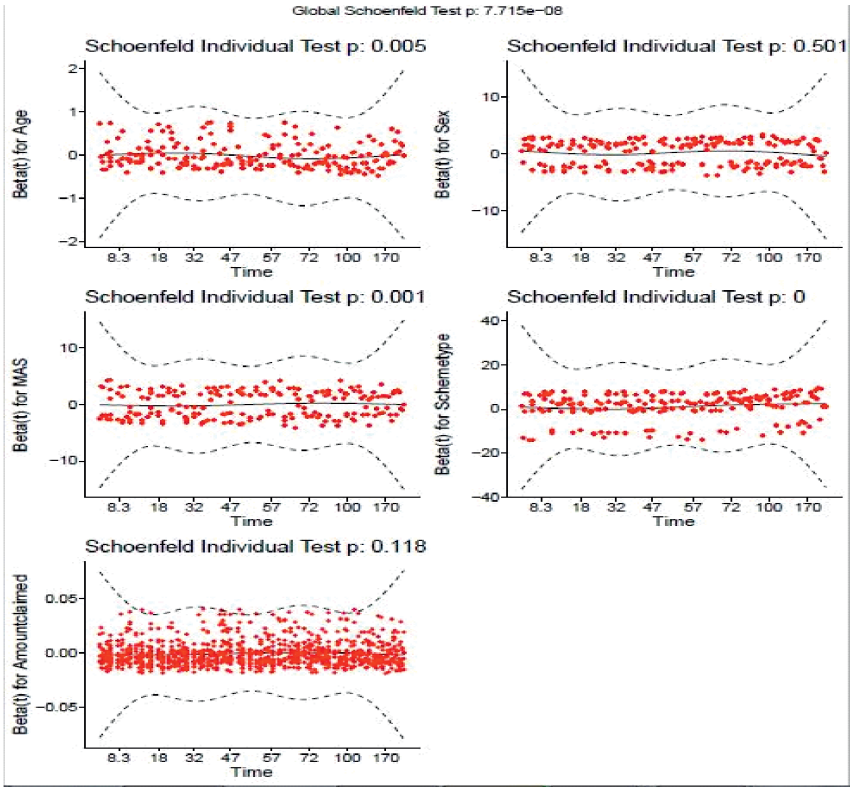 Global Schoenfeld Test p: 7.715e−08
Schoenfeld Individual Test p: 0.005
2
1
0
−1
−2
Beta(t) for Age
8.3 18 32 47 57 72 100 170
Time
Schoenfeld Individual Test p: 0.501
10
0
−10
Beta(t) for Sex
8.3 18 32 47 57 72 100 170
Time
Schoenfeld Individual Test p: 0.001
10
0
−10
Beta(t) for MAS
8.3 18 32 47 57 72 100 170
Time
Schoenfeld Individual Test p: 0
40
20
0
−20
−40
Beta(t) for Schemetype
8.3 18 32 47 57 72 100 170
Time
Schoenfeld Individual Test p: 0.118
0.05
0.00
−0.05
Beta(t) for Amountclaimed
8.3 18 32 47 57 72 100 170
Time